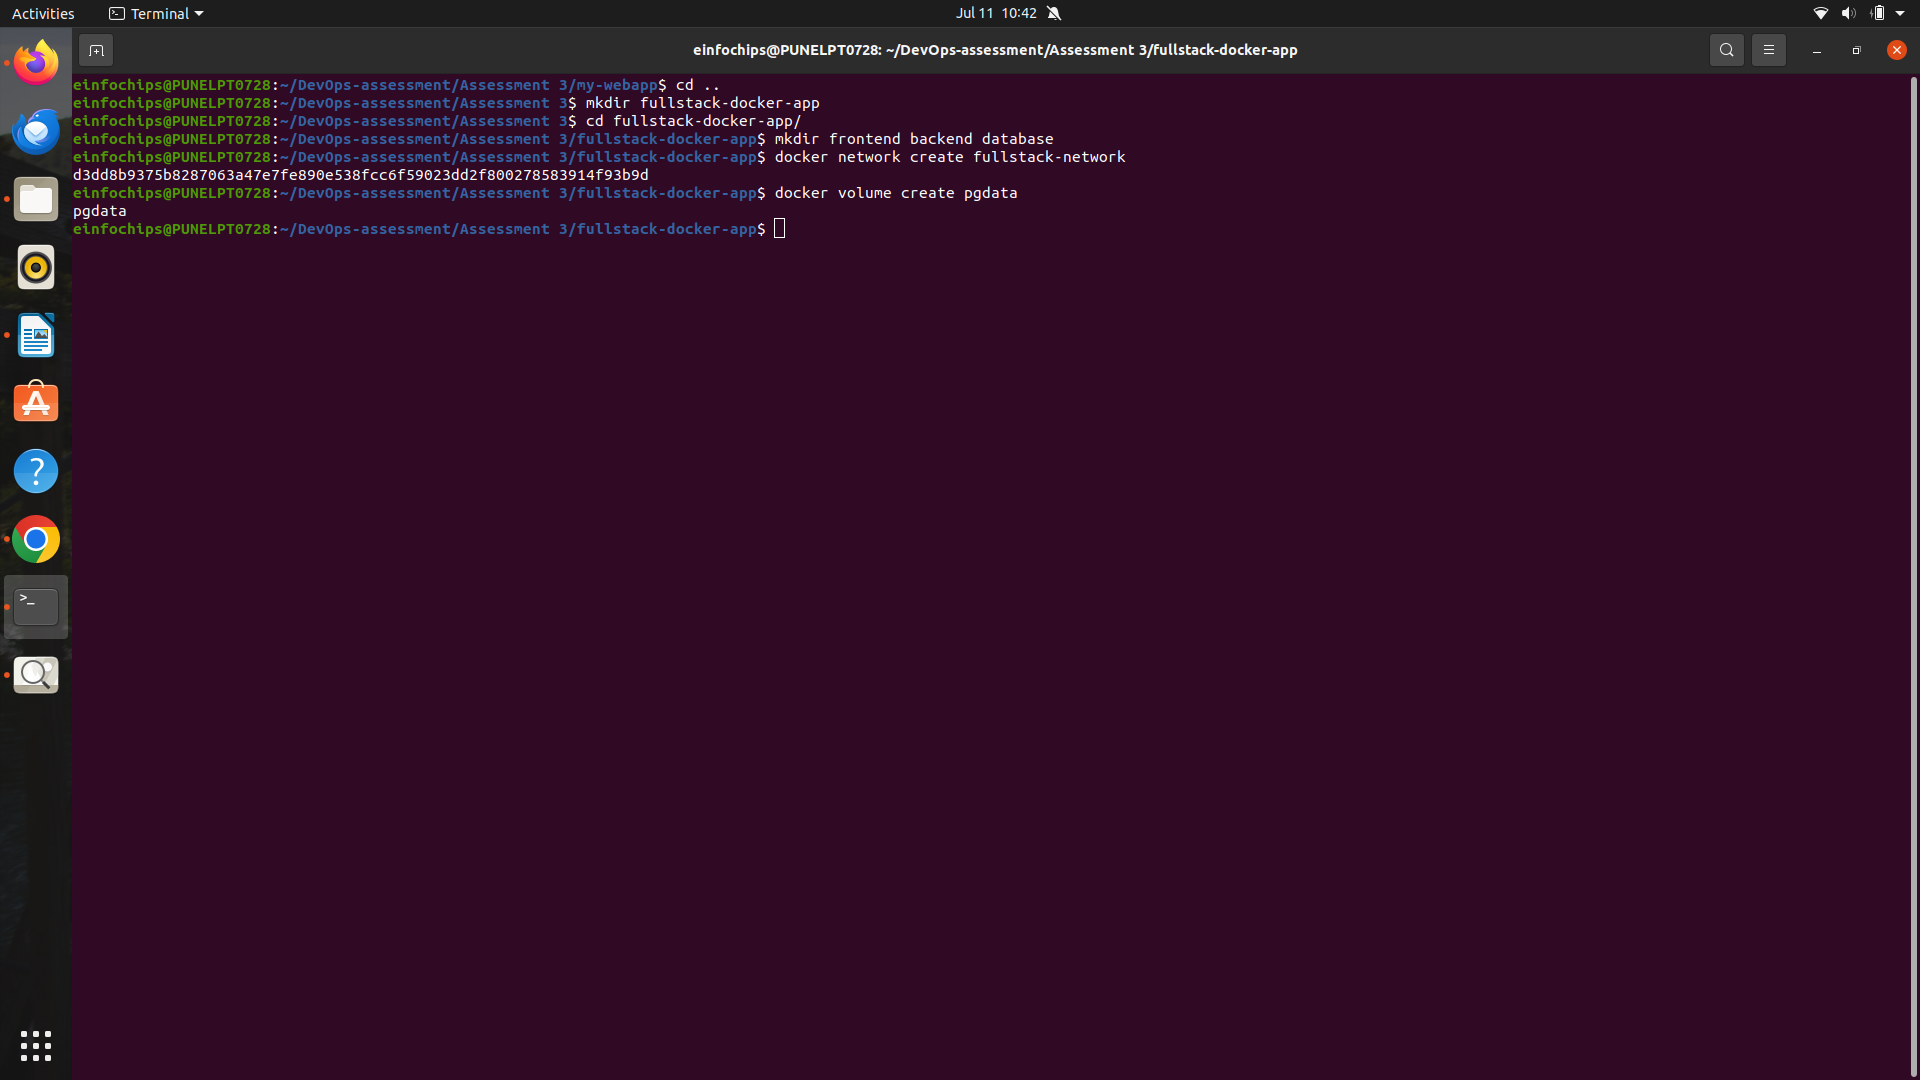 Activities
Terminal
Jul 11 10:42
einfochips@PUNELPT0728: ~/DevOps-assessment/Assessment 3/fullstack-docker-app
einfochips@PUNELPT0728:~/DevOps-assessment/Assessment 3/my-webapp$ cd ..
einfochips@PUNELPT0728:~/DevOps-assessment/Assessment 3$ mkdir fullstack-docker-app
einfochips@PUNELPT0728:~/DevOps-assessment/Assessment 3$ cd fullstack-docker-app/
einfochips@PUNELPT0728:~/DevOps-assessment/Assessment 3/fullstack-docker-app$ mkdir frontend backend database
einfochips@PUNELPT0728:~/DevOps-assessment/Assessment 3/fullstack-docker-app$ docker network create fullstack-network
d3dd8b9375b8287063a47e7fe890e538fcc6f59023dd2f800278583914f93b9d
einfochips@PUNELPT0728:~/DevOps-assessment/Assessment 3/fullstack-docker-app$ docker volume create pgdata
pgdata
einfochips@PUNELPT0728:~/DevOps-assessment/Assessment 3/fullstack-docker-app$